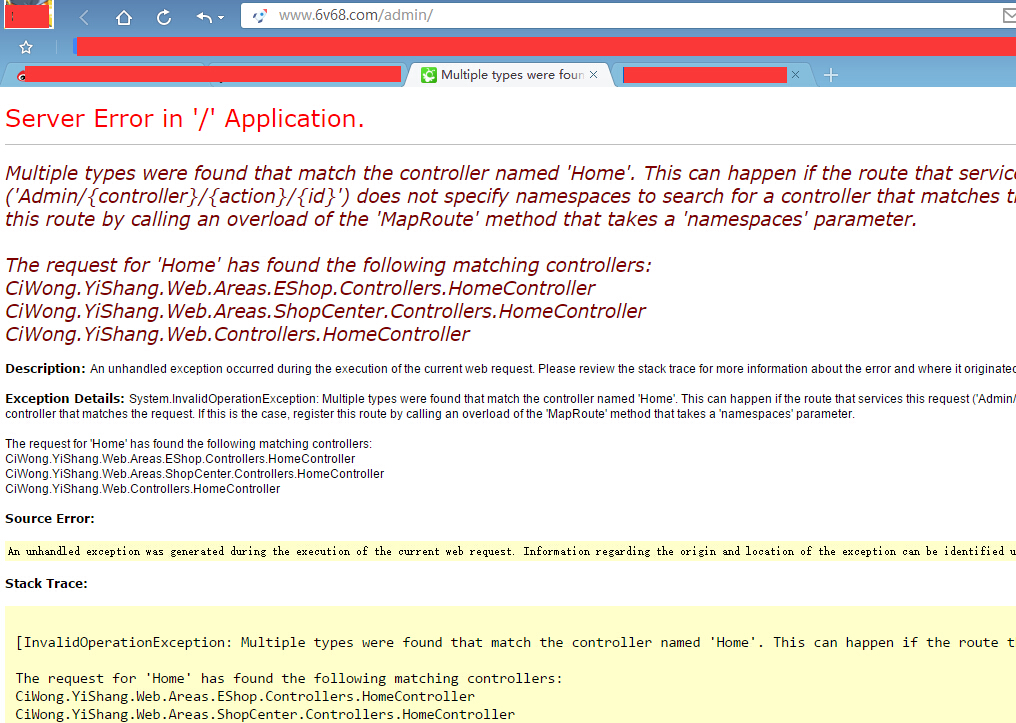 www.6v68.com/admin/
Multiple types were foun
Server Error in '/' Application.
Multiple types were found that match the controller named 'Home'. This can happen if the route that service
('Admin/{controller}/{action}/{id}') does not specify namespaces to search for a controller that matches t
this route by calling an overload of the 'MapRoute' method that takes a 'namespaces' parameter.
The request for 'Home' has found the following matching controllers:
CiWong.YiShang.Web.Areas.EShop.Controllers.HomeController
CiWong.YiShang.Web.Areas.ShopCenter.Controllers.HomeController
CiWong.YiShang.Web.Controllers.HomeController
Description: An unhandled exception occurred during the execution of the current web request. Please review the stack trace for more information about the error and where it originated
Exception Details: System.InvalidOperationException: Multiple types were found that match the controller named 'Home'. This can happen if the route that services this request ('Admin/
controller that matches the request. If this is the case, register this route by calling an overload of the 'MapRoute' method that takes a 'namespaces' parameter.
The request for 'Home' has found the following matching controllers:
CiWong.YiShang.Web.Areas.EShop.Controllers.HomeController
CiWong.YiShang.Web.Areas.ShopCenter.Controllers.HomeController
CiWong.YiShang.Web.Controllers.HomeController
Source Error:
An unhandled exception was generated during the execution of the current web request. Information regarding the origin and location of the exception can be identified u
Stack Trace:
[InvalidOperationException: Multiple types were found that match the controller named 'Home'. This can happen if the route t
The request for 'Home' has found the following matching controllers:
CiWong.YiShang.Web.Areas.EShop.Controllers.HomeController
CiWong.YiShang.Web.Areas.ShopCenter.Controllers.HomeController